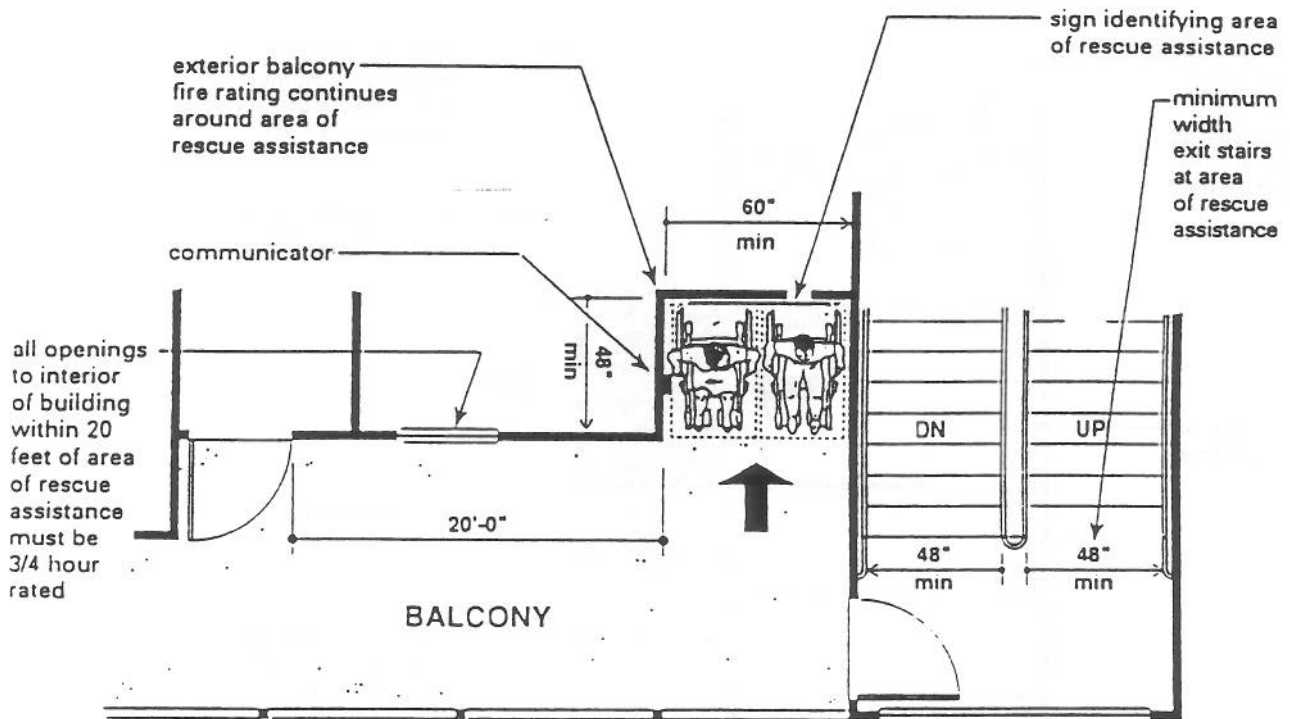 sign identifying area
of rescue assistance
exterior balcony
fire rating continues
around area of
rescue assistance
minimum
width
exit stairs
at area
of rescue
assistance
60"
min
communicator
48"
min
all openings
to interior
of building
within 20
feet of area
of rescue
assistance
must be
3/4 hour
rated
DN
UP
20'-0"
48"
min
48"
min
BALCONY